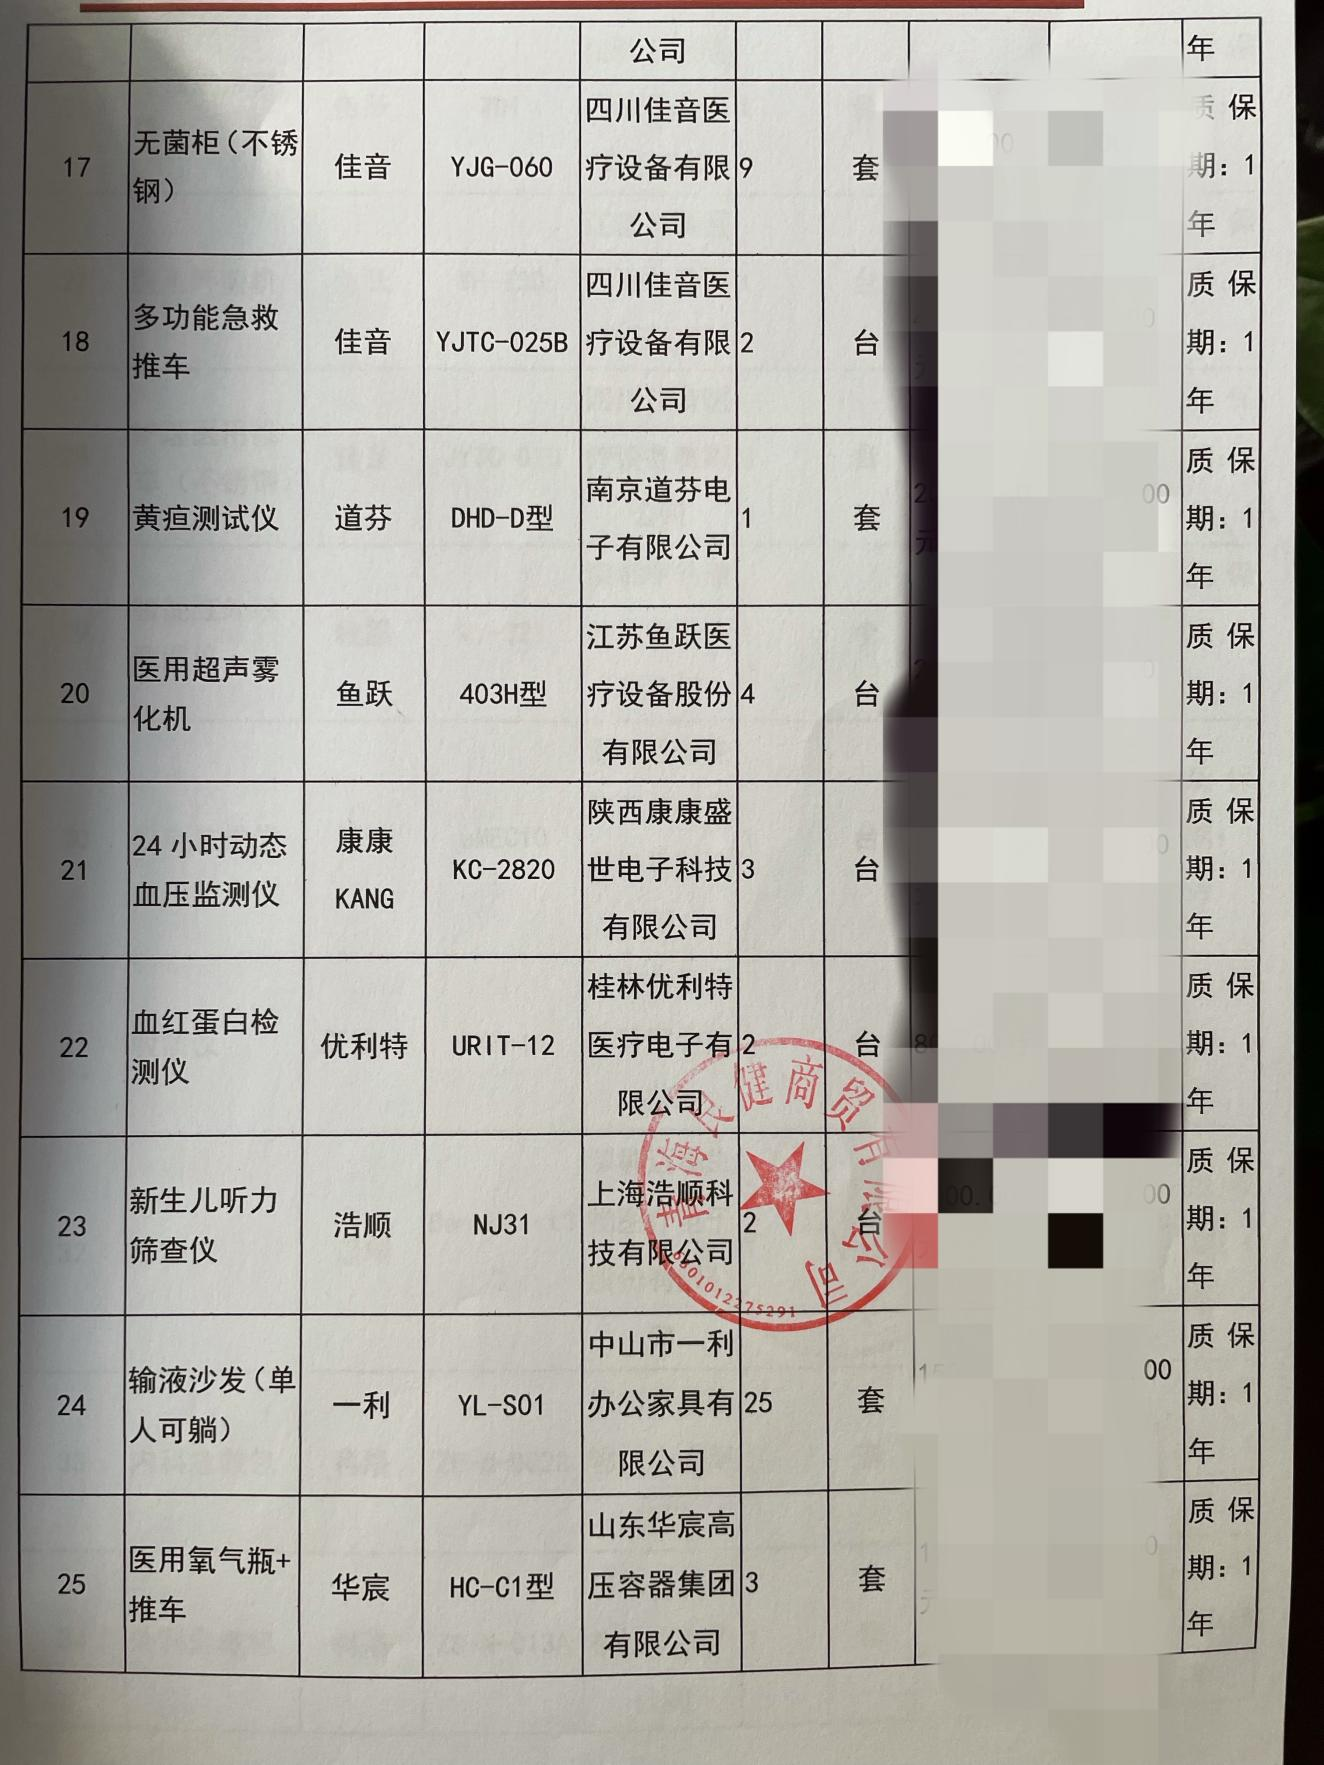 公司
年
17
无菌柜（不锈
钢）
佳音
YJG-060
四川佳音医
疗设备有限
公司
9
套
质 保
期：1
年
18
多功能急救
推车
佳音
YJTC-025B
四川佳音医
疗设备有限
公司
2
台
质 保
期：1
年
19
黄疸测试仪
道芬
DHD-D型
南京道芬电
子有限公司
1
套
00
元
质 保
期：1
年
20
医用超声雾
化机
鱼跃
403H型
江苏鱼跃医
疗设备股份
有限公司
4
台
质 保
期：1
年
21
24 小时动态
血压监测仪
康康
KANG
KC-2820
陕西康康盛
世电子科技
有限公司
3
台
质 保
期：1
年
22
血红蛋白检
测仪
优利特
URIT-12
桂林优利特
医疗电子有
限公司
2
台
质 保
期：1
年
23
新生儿听力
筛查仪
浩顺
NJ31
上海浩顺科
技有限公司
2
台
00
质 保
期：1
年
青海民健商贸有限公司
24
输液沙发（单
人可躺）
一利
YL-S01
中山市一利
办公家具有
限公司
25
套
00
质 保
期：1
年
25
医用氧气瓶+
推车
华宸
HC-C1型
山东华宸高
压容器集团
有限公司
3
套
质 保
期：1
年